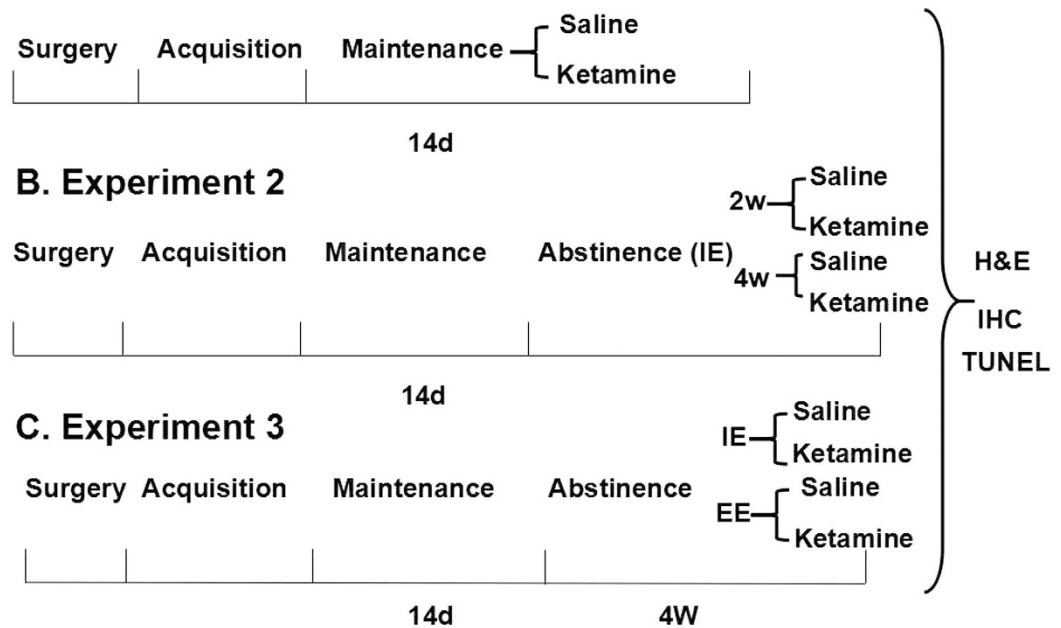 Surgery Acquisition Maintenance Saline
Ketamine
14d
B. Experiment 2
2w Saline
Ketamine
Surgery Acquisition Maintenance Abstinence (IE)
4w Saline
Ketamine
14d
C. Experiment 3
IE Saline
Ketamine
Surgery Acquisition Maintenance Abstinence
EE Saline
Ketamine
14d 4W
H&E
IHC
TUNEL